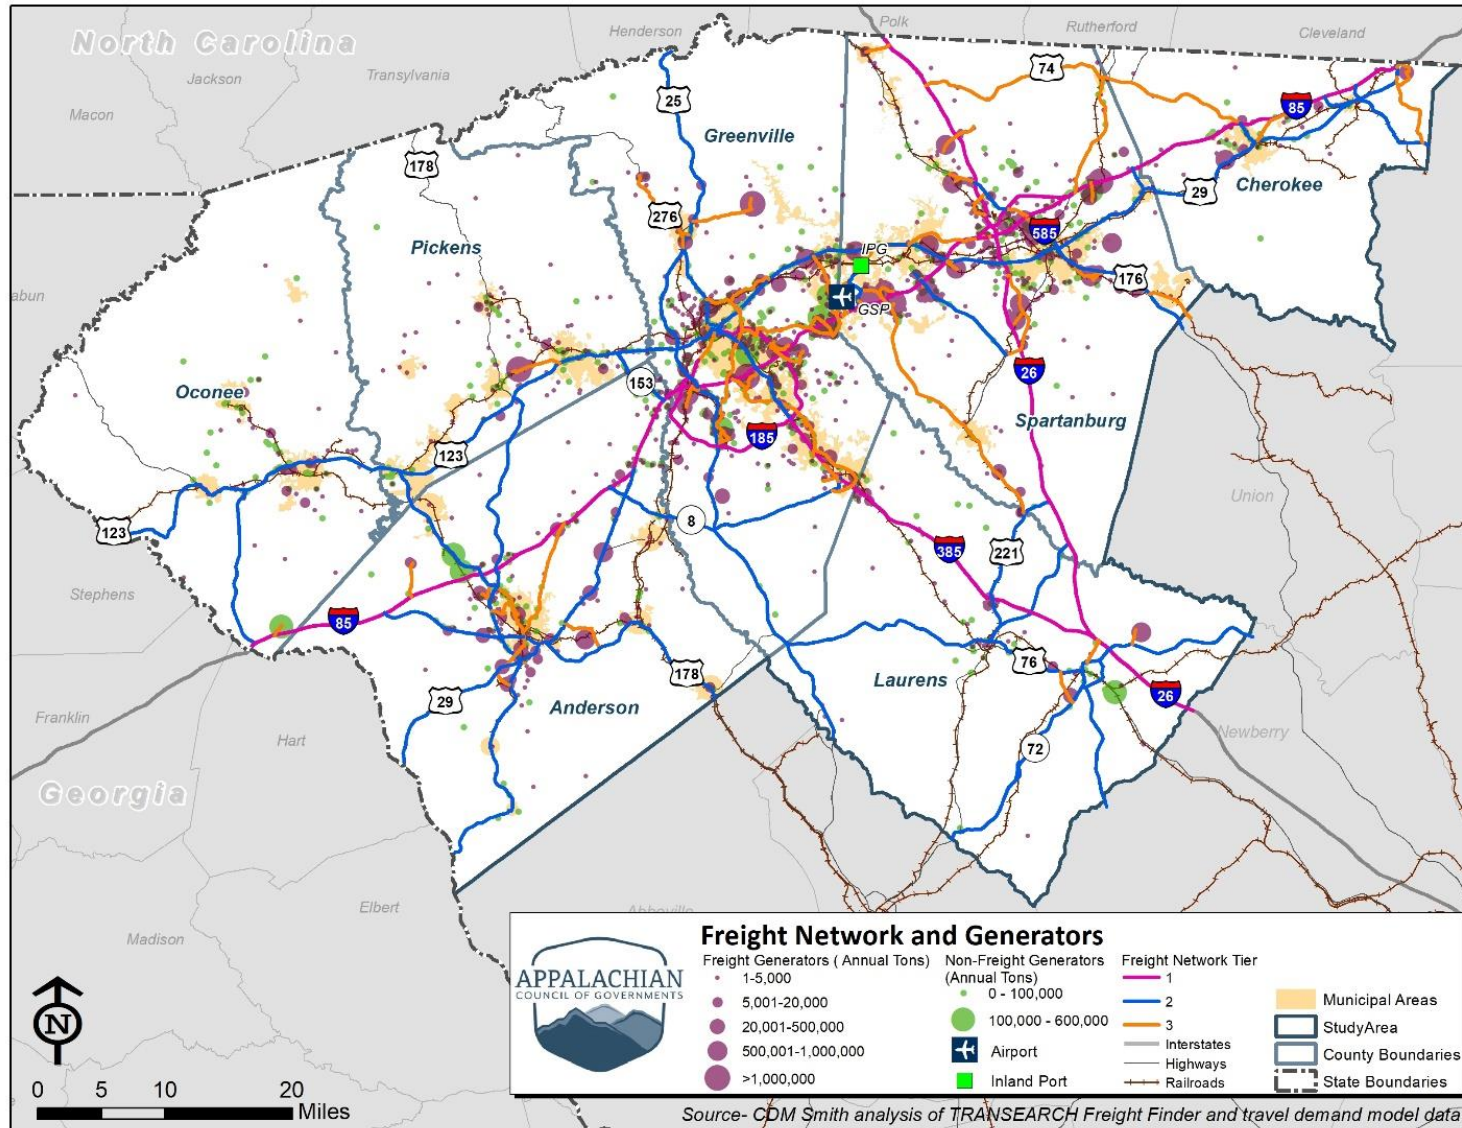 North Carolina
Henderson
Polk
Rutherford
Cleveland
Jackson
Transylvania
Macon
74
25
85
Greenville
178
29
Cherokee
276
585
Pickens
IPG
176
abun
GSP
26
153
Oconee
Spartanburg
185
123
Union
8
123
385
221
Stephens
85
76
178
Laurens
26
29
Anderson
Franklin
Hart
72
Newberry
Georgia
Elbert
Abbeville
Madison
N
0 5 10 20
Miles
APPALACHIAN
COUNCIL OF GOVERNMENTS
Freight Network and Generators
Freight Generators ( Annual Tons)
1-5,000
5,001-20,000
20,001-500,000
500,001-1,000,000
>1,000,000
Non-Freight Generators
(Annual Tons)
0 - 100,000
100,000 - 600,000
Airport
Inland Port
Freight Network Tier
1
2
3
Interstates
Highways
Railroads
Municipal Areas
StudyArea
County Boundaries
State Boundaries
Source- CDM Smith analysis of TRANSEARCH Freight Finder and travel demand model data